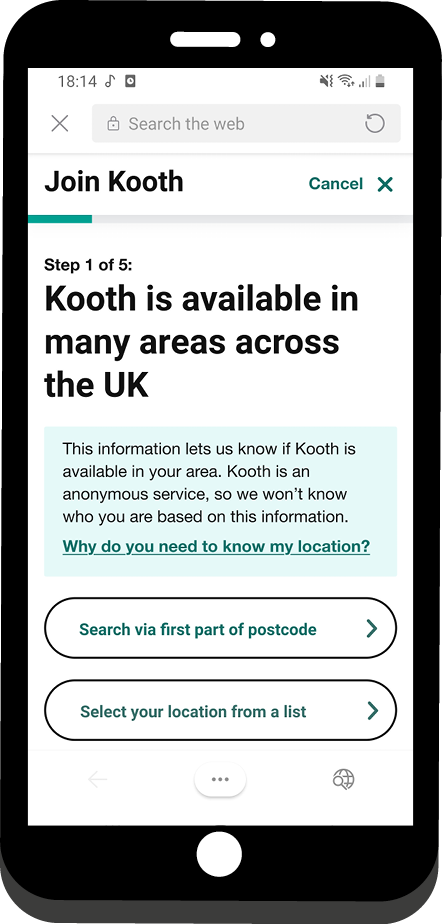 18:14
Search the web
Join Kooth
Cancel
Step 1 of 5:
Kooth is available in
many areas across
the UK
This information lets us know if Kooth is
available in your area. Kooth is an
anonymous service, so we won’t know
who you are based on this information.
Why do you need to know my location?
Search via first part of postcode
Select your location from a list